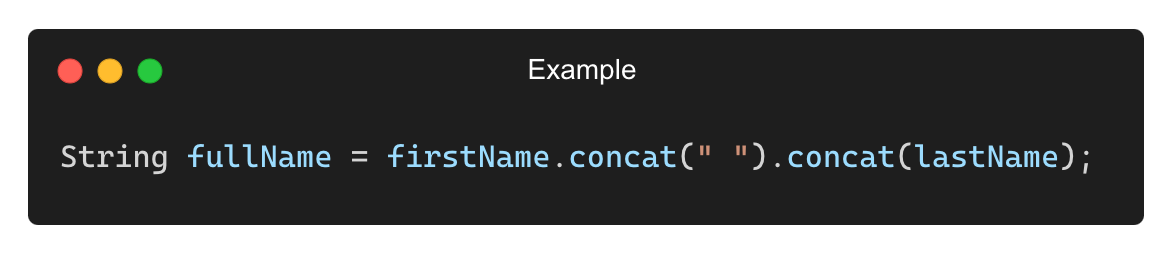 Example
String fullName = firstName.concat(" ").concat(lastName);